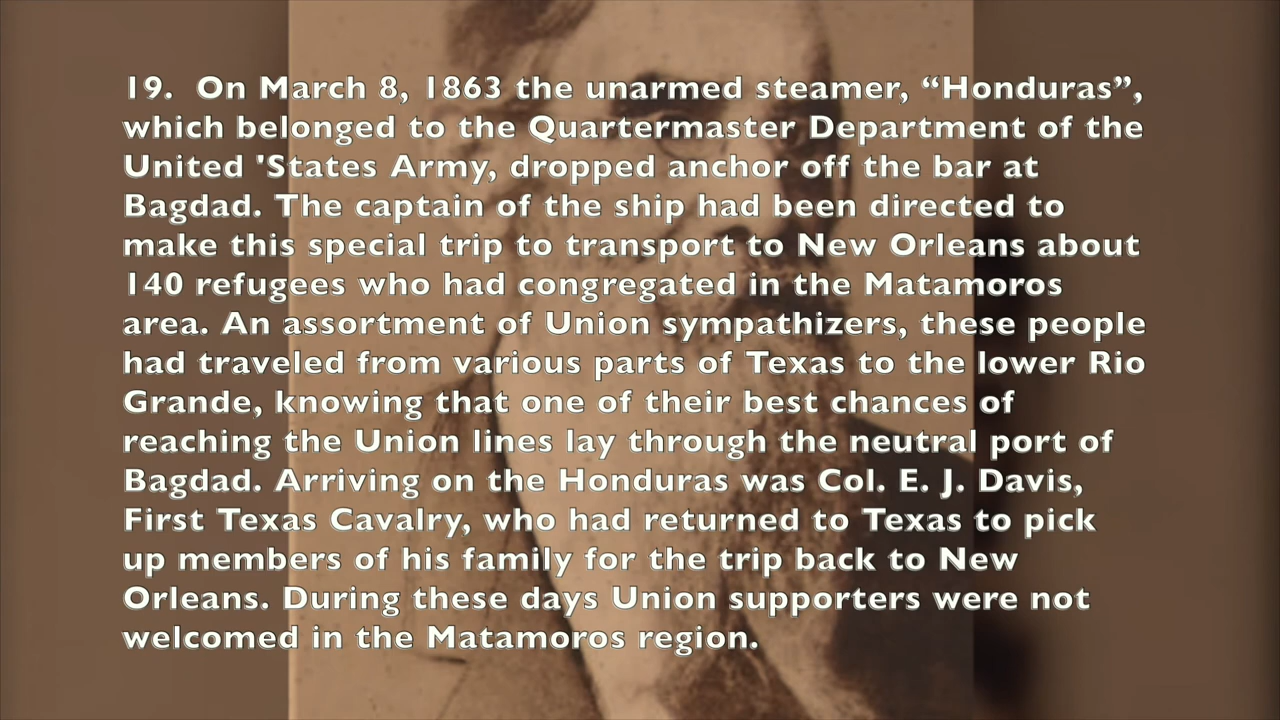 19.  On March 8, 1863 the unarmed steamer, “Honduras”,
which belonged to the Quartermaster Department of the
United 'States Army, dropped anchor off the bar at
Bagdad. The captain of the ship had been directed to
make this special trip to transport to New Orleans about
140 refugees who had congregated in the Matamoros
area. An assortment of Union sympathizers, these people
had traveled from various parts of Texas to the lower Rio
Grande, knowing that one of their best chances of
reaching the Union lines lay through the neutral port of
Bagdad. Arriving on the Honduras was Col. E. J. Davis,
First Texas Cavalry, who had returned to Texas to pick
up members of his family for the trip back to New
Orleans. During these days Union supporters were not
welcomed in the Matamoros region.